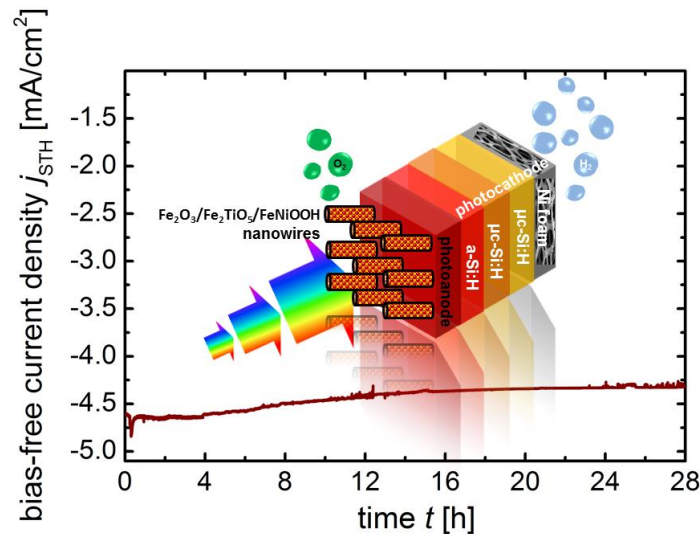 bias-free current density j_STH [mA/cm²]
-1.5
-2.0
-2.5
-3.0
-3.5
-4.0
-4.5
-5.0
O₂
H₂
Fe₂O₃/Fe₂TiO₅/FeNiOOH
nanowires
photoanode
a-Si:H
µc-Si:H
µc-Si:H
photocathode
Ni foam
0 4 8 12 16 20 24 28
time t [h]